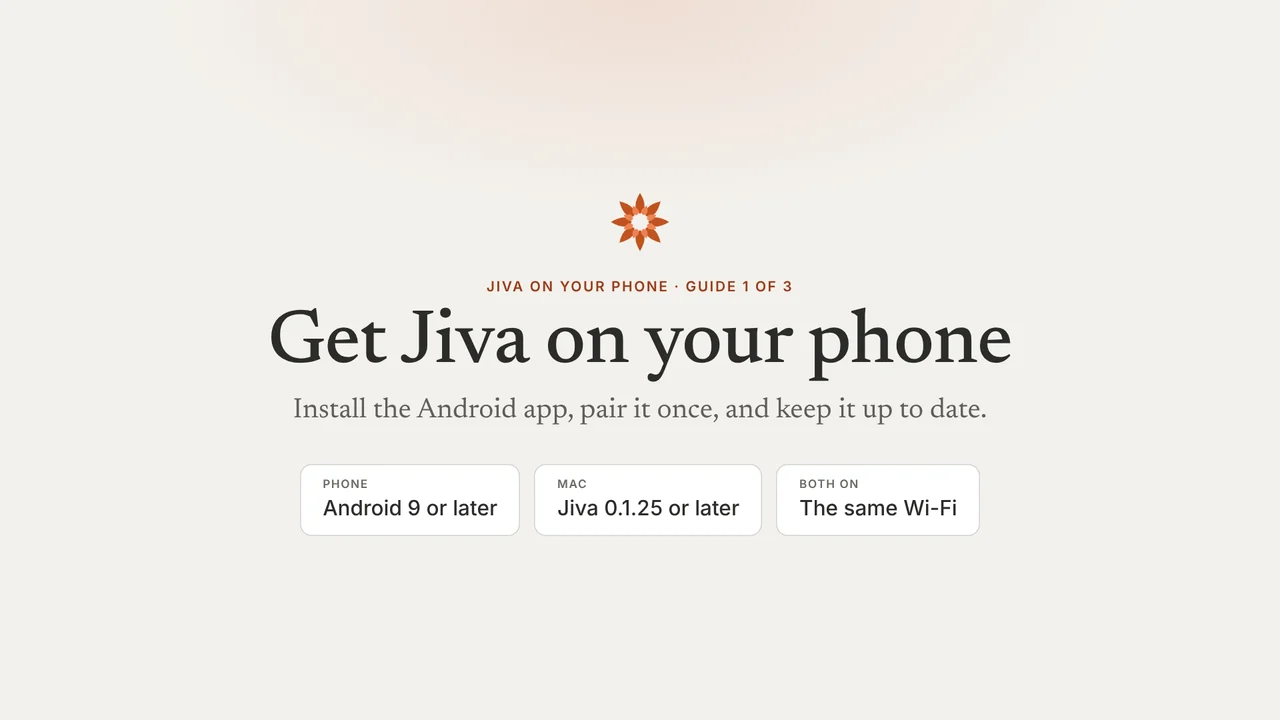 JIVA ON YOUR PHONE · GUIDE 1 OF 3
Get Jiva on your phone
Install the Android app, pair it once, and keep it up to date.
PHONE
Android 9 or later
MAC
Jiva 0.1.25 or later
BOTH ON
The same Wi-Fi